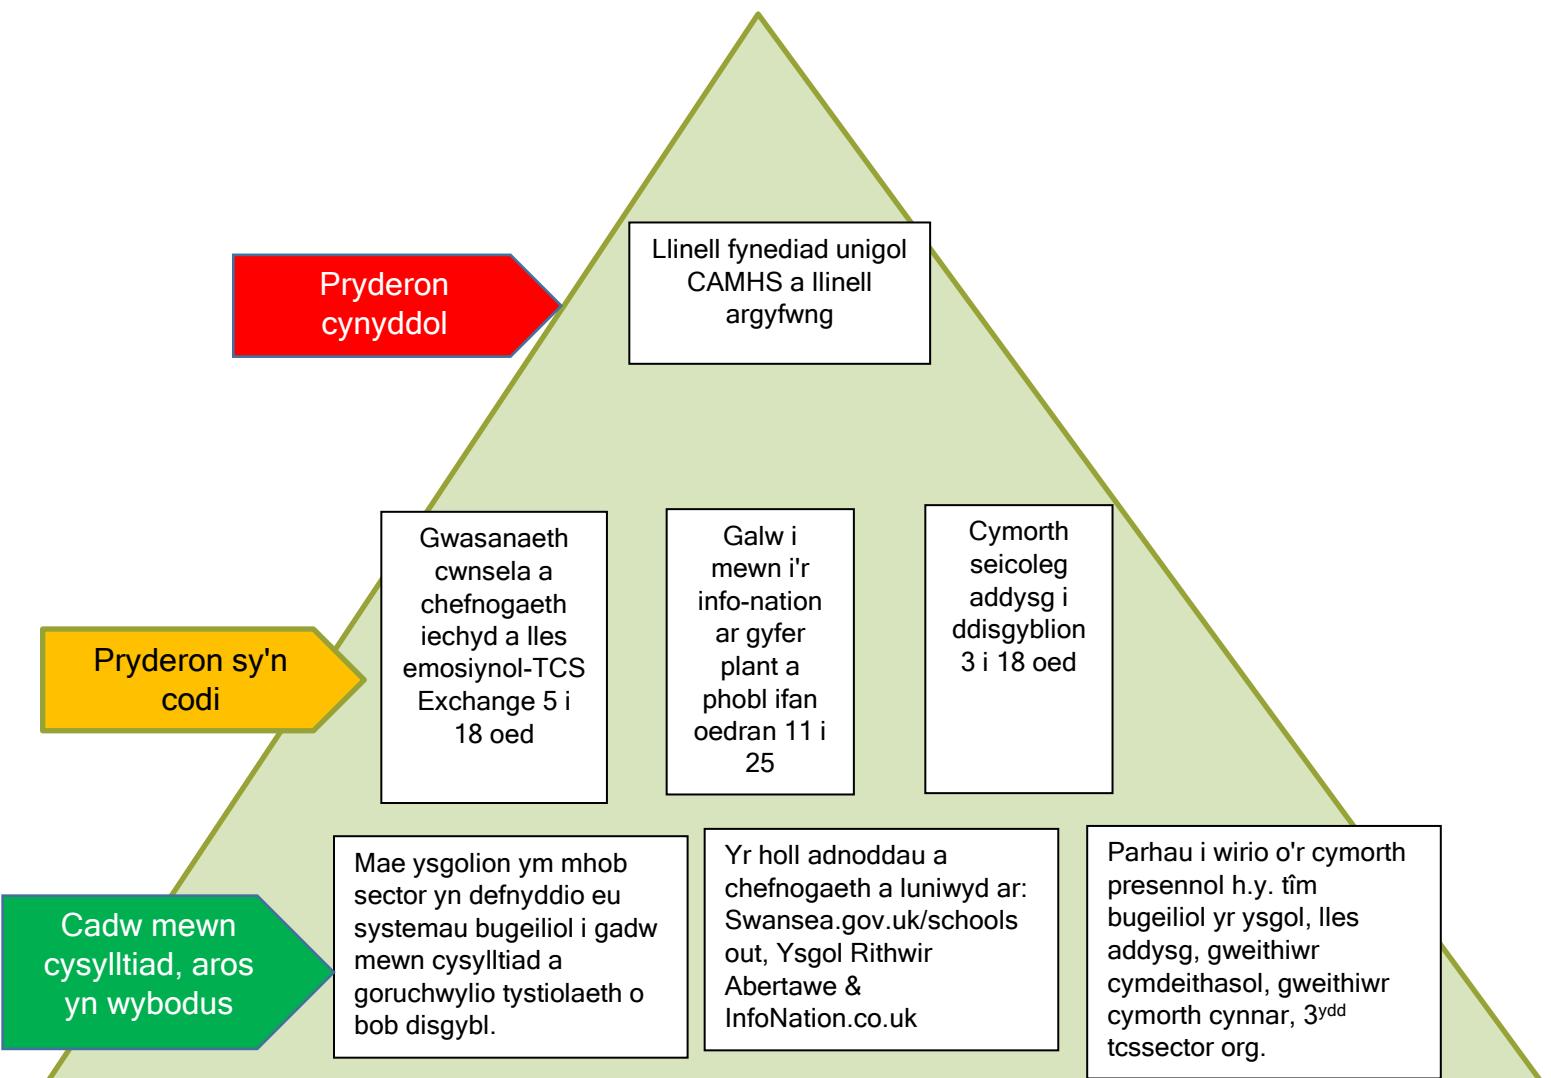 Llinell fynediad unigol
CAMHS a llinell
argyfwng
Pryderon
cynyddol
Gwasanaeth
cwnsela a
chefnogaeth
iechyd a lles
emosiynol-TCS
Exchange 5 i
18 oed
Galw i
mewn i'r
info-nation
ar gyfer
plant a
phobl ifan
oedran 11 i
25
Cymorth
seicoleg
addysg i
ddisgyblion
3 i 18 oed
Pryderon sy'n
codi
Mae ysgolion ym mhob
sector yn defnyddio eu
systemau bugeiliol i gadw
mewn cysylltiad a
goruchwylio tystiolaeth o
bob disgybl.
Yr holl adnoddau a
chefnogaeth a luniwyd ar:
Swansea.gov.uk/schools
out, Ysgol Rithwir
Abertawe &
InfoNation.co.uk
Parhau i wirio o'r cymorth
presennol h.y. tîm
bugeiliol yr ysgol, lles
addysg, gweithiwr
cymdeithasol, gweithiwr
cymorth cynnar, 3ydd
tcssector org.
Cadw mewn
cysylltiad, aros
yn wybodus